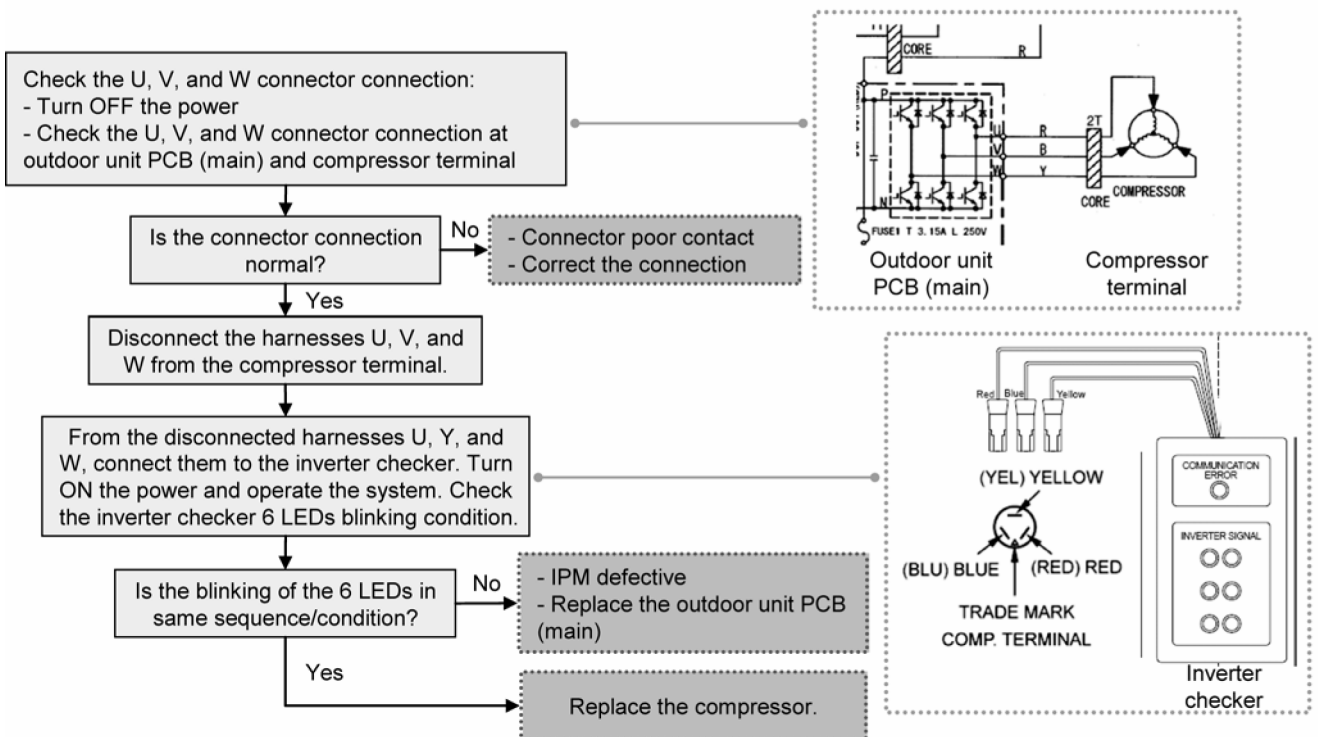 Check the U, V, and W connector connection:
- Turn OFF the power
- Check the U, V, and W connector connection at
outdoor unit PCB (main) and compressor terminal
Is the connector connection
normal?
No
- Connector poor contact
- Correct the connection
Yes
Disconnect the harnesses U, V, and
W from the compressor terminal.
From the disconnected harnesses U, Y, and
W, connect them to the inverter checker. Turn
ON the power and operate the system. Check
the inverter checker 6 LEDs blinking condition.
Is the blinking of the 6 LEDs in
same sequence/condition?
No
- IPM defective
- Replace the outdoor unit PCB
(main)
Yes
Replace the compressor.
CORE
R
P
U
R
2T
V
B
W
Y
CORE
COMPRESSOR
N
FUSE1 T 3.15A L 250V
Outdoor unit
PCB (main)
Compressor
terminal
Red
Blue
Yellow
(YEL) YELLOW
(BLU) BLUE
(RED) RED
TRADE MARK
COMP. TERMINAL
COMMUNICATION
ERROR
INVERTER SIGNAL
Inverter
checker